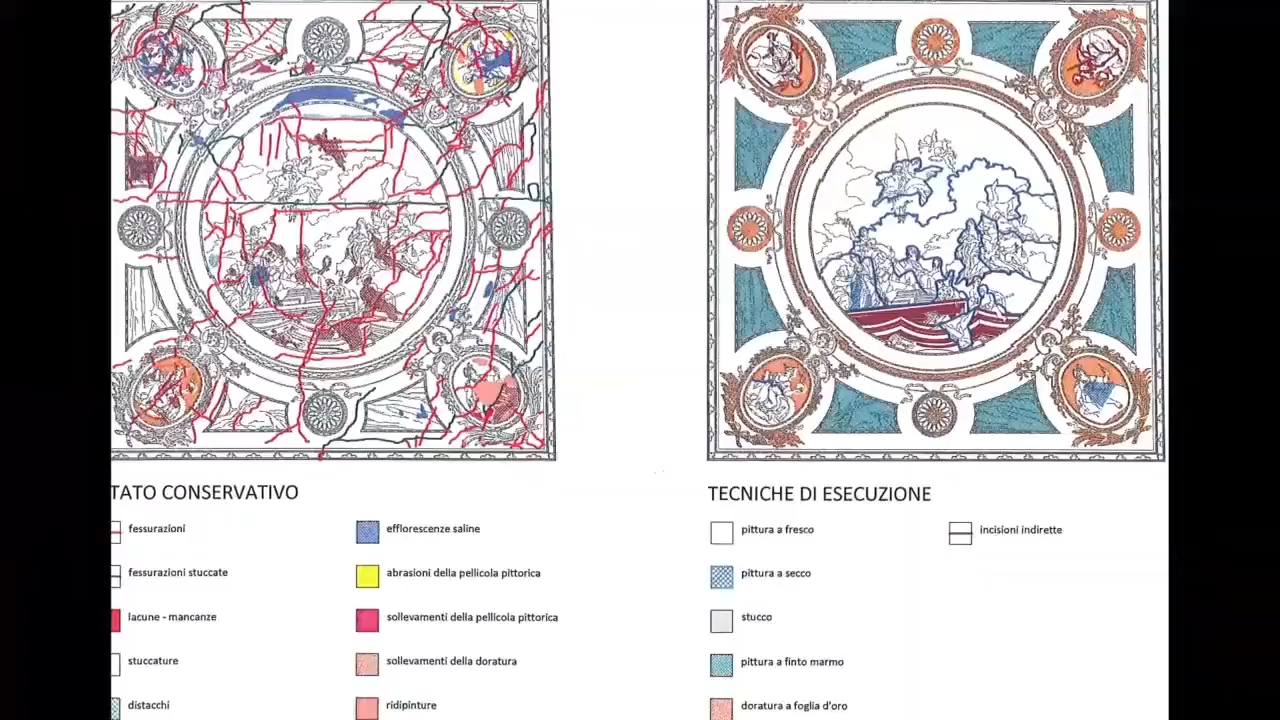 TATO CONSERVATIVO
fessurazioni
fessurazioni stuccate
lacune - mancanze
stuccature
distacchi
efflorescenze saline
abrasioni della pellicola pittorica
sollevamenti della pellicola pittorica
sollevamenti della doratura
ridipinture
TECNICHE DI ESECUZIONE
pittura a fresco
pittura a secco
stucco
pittura a finto marmo
doratura a foglia d'oro
incisioni indirette